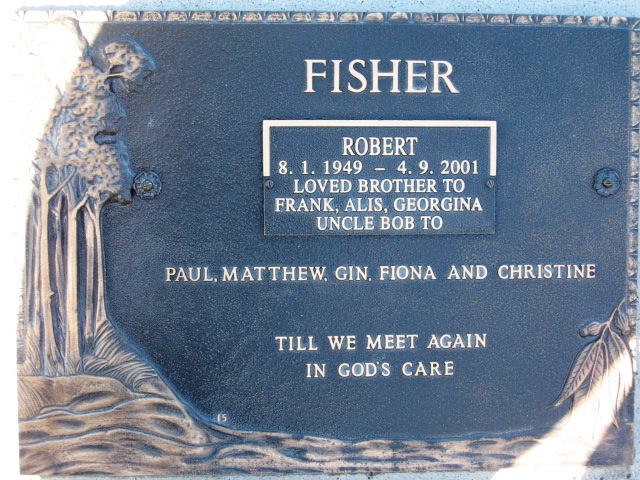 FISHER
ROBERT
8. 1. 1949 – 4. 9. 2001
LOVED BROTHER TO
FRANK, ALIS, GEORGINA
UNCLE BOB TO
PAUL, MATTHEW, GIN, FIONA AND CHRISTINE
TILL WE MEET AGAIN
IN GOD'S CARE
15